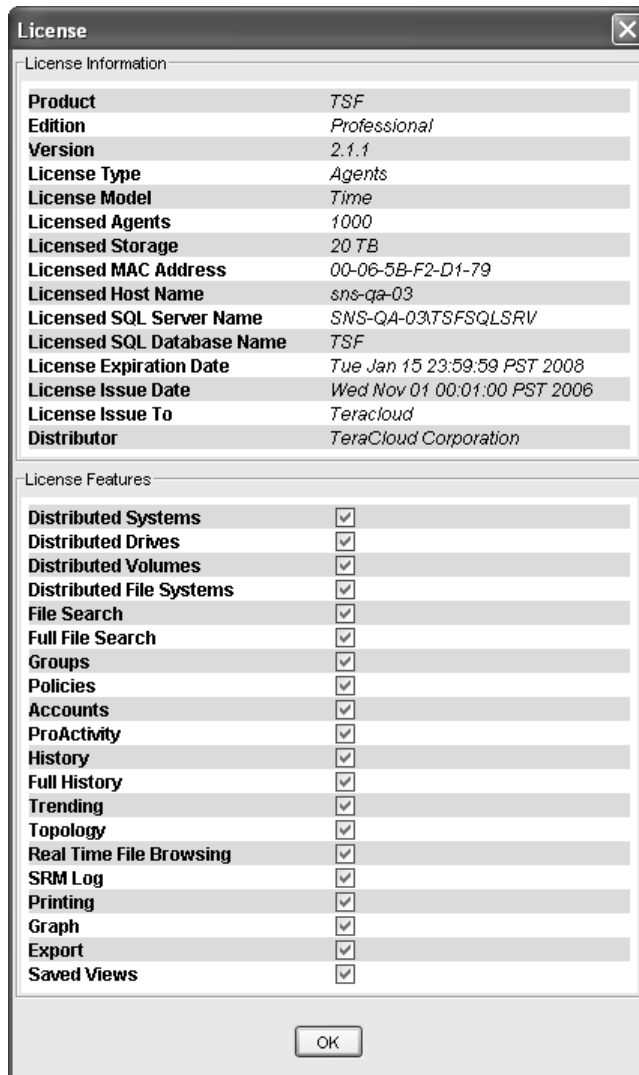 License
License Information
Product TSF
Edition Professional
Version 2.1.1
License Type Agents
License Model Time
Licensed Agents 1000
Licensed Storage 20 TB
Licensed MAC Address 00-06-5B-F2-D1-79
Licensed Host Name sns-qa-03
Licensed SQL Server Name SNS-QA-03\TSFSQLSRV
Licensed SQL Database Name TSF
License Expiration Date Tue Jan 15 23:59:59 PST 2008
License Issue Date Wed Nov 01 00:01:00 PST 2006
License Issue To Teracloud
Distributor TeraCloud Corporation
License Features
Distributed Systems
Distributed Drives
Distributed Volumes
Distributed File Systems
File Search
Full File Search
Groups
Policies
Accounts
ProActivity
History
Full History
Trending
Topology
Real Time File Browsing
SRM Log
Printing
Graph
Export
Saved Views
OK